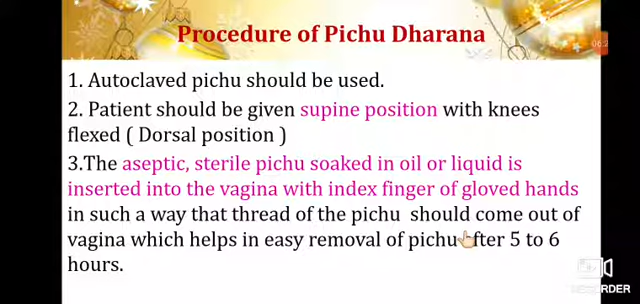 Procedure of Pichu Dharana
1. Autoclaved pichu should be used.
2. Patient should be given supine position with knees
flexed ( Dorsal position )
3.The aseptic, sterile pichu soaked in oil or liquid is
inserted into the vagina with index finger of gloved hands
in such a way that thread of the pichu should come out of
vagina which helps in easy removal of pichu after 5 to 6
hours.